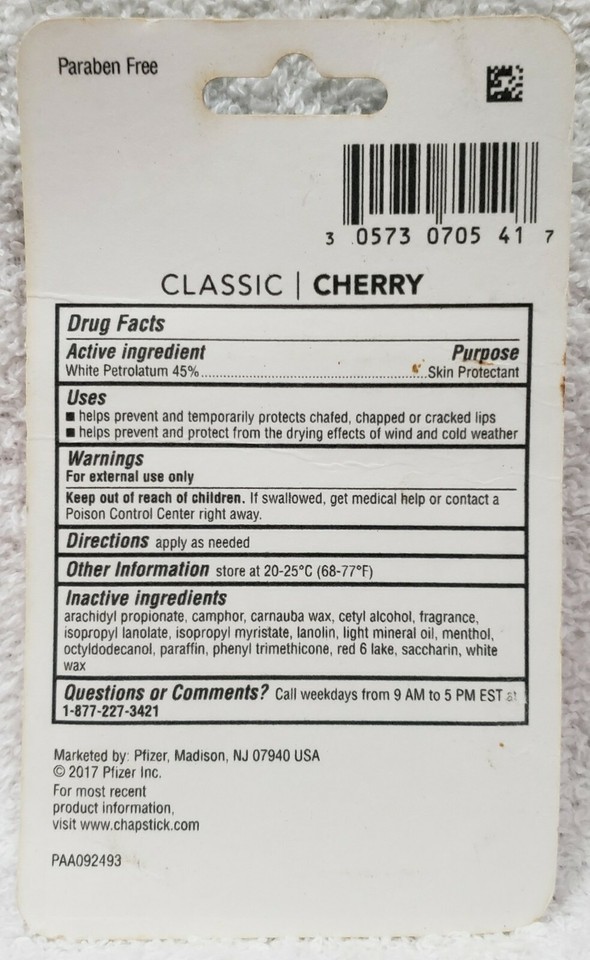 Paraben Free
3 0573 0705 41 7
CLASSIC | CHERRY
Drug Facts
Active ingredient Purpose
White Petrolatum 45%..........Skin Protectant
Uses
■ helps prevent and temporarily protects chafed, chapped or cracked lips
■ helps prevent and protect from the drying effects of wind and cold weather
Warnings
For external use only
Keep out of reach of children. If swallowed, get medical help or contact a
Poison Control Center right away.
Directions apply as needed
Other Information store at 20-25°C (68-77°F)
Inactive ingredients
arachidyl propionate, camphor, carnauba wax, cetyl alcohol, fragrance,
isopropyl lanolate, isopropyl myristate, lanolin, light mineral oil, menthol,
octyldodecanol, paraffin, phenyl trimethicone, red 6 lake, saccharin, white
wax
Questions or Comments? Call weekdays from 9 AM to 5 PM EST at
1-877-227-3421
Marketed by: Pfizer, Madison, NJ 07940 USA
© 2017 Pfizer Inc.
For most recent
product information,
visit www.chapstick.com
PAA092493